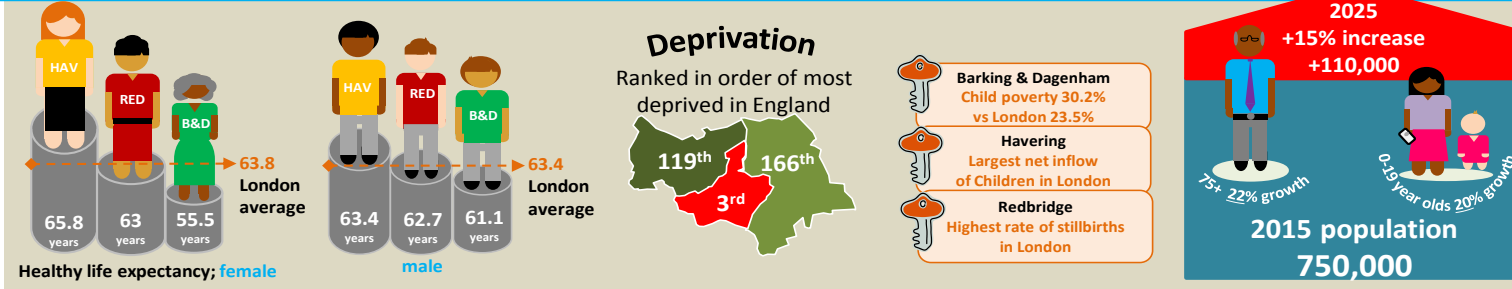 HAV
RED
B&D
63.8
London
average
65.8
years
63
years
55.5
years
Healthy life expectancy; female
HAV
RED
B&D
63.4
London
average
63.4
years
62.7
years
61.1
years
male
Deprivation
Ranked in order of most
deprived in England
119th
166th
3rd
Barking & Dagenham
Child poverty 30.2%
vs London 23.5%
Havering
Largest net inflow
of Children in London
Redbridge
Highest rate of stillbirths
in London
2025
+15% increase
+110,000
75+ 22% growth
0-19 year olds 20% growth
2015 population
750,000